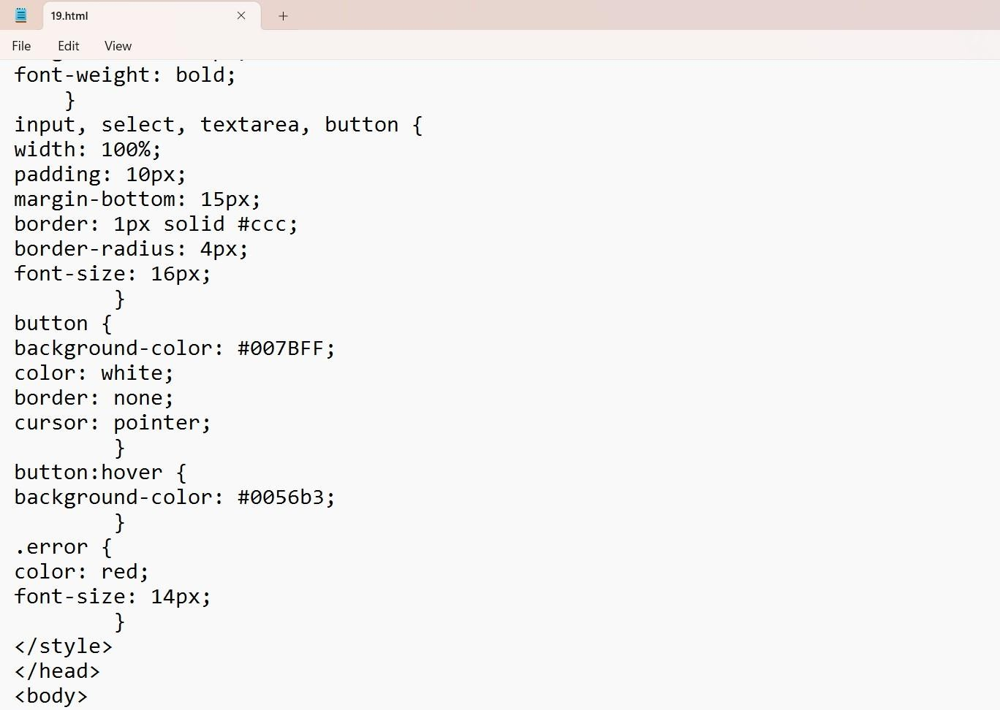 19.html
File Edit View
font-weight: bold;
    }
input, select, textarea, button {
width: 100%;
padding: 10px;
margin-bottom: 15px;
border: 1px solid #ccc;
border-radius: 4px;
font-size: 16px;
        }
button {
background-color: #007BFF;
color: white;
border: none;
cursor: pointer;
        }
button:hover {
background-color: #0056b3;
        }
.error {
color: red;
font-size: 14px;
        }
</style>
</head>
<body>